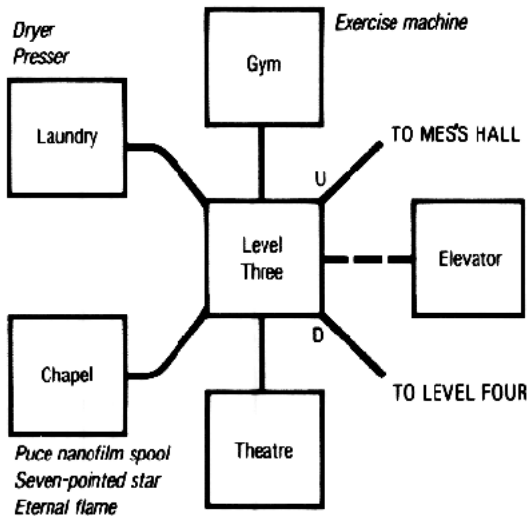 Dryer
Presser
Exercise machine
Gym
Laundry
TO MES'S HALL
U
Level
Three
Elevator
D
Chapel
TO LEVEL FOUR
Theatre
Puce nanofilm spool
Seven-pointed star
Eternal flame